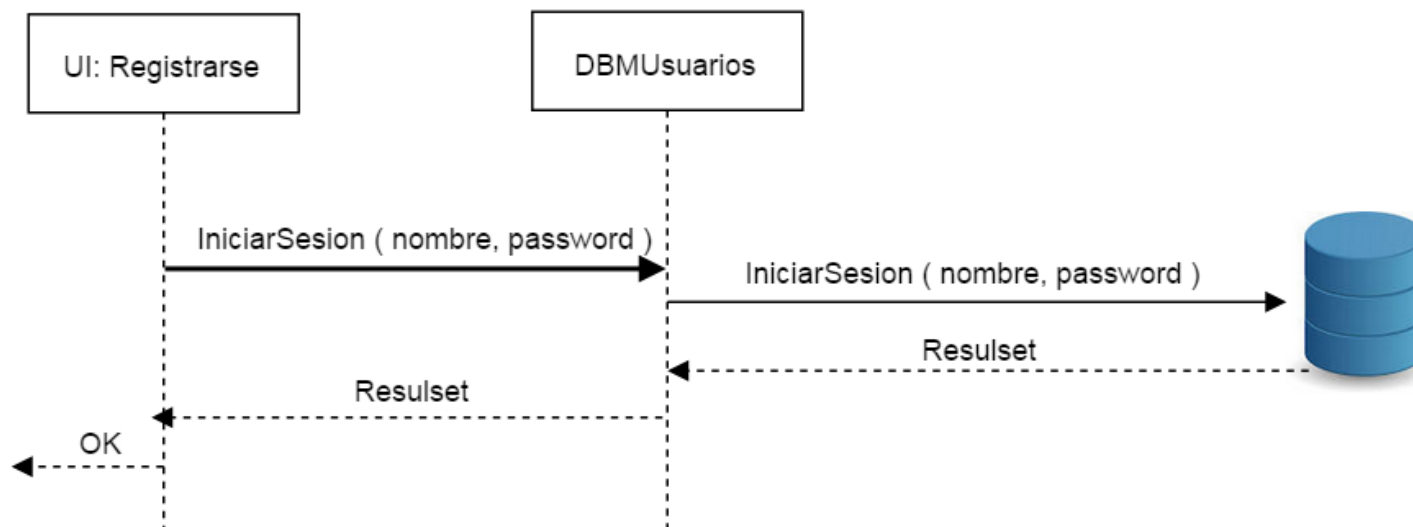 UI: Registrarse
DBMUsuarios
IniciarSesion ( nombre, password )
IniciarSesion ( nombre, password )
Resulset
Resulset
OK